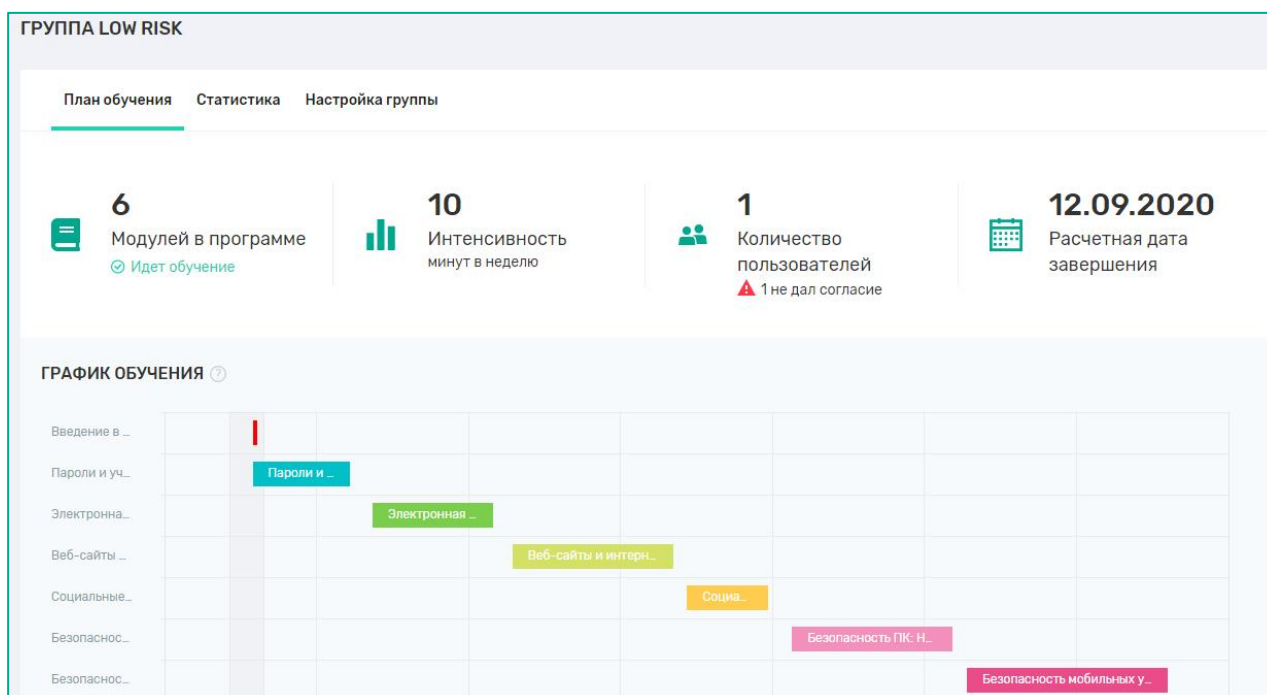 ГРУППА LOW RISK
План обучения Статистика Настройка группы
6
Модулей в программе
Идет обучение
10
Интенсивность
минут в неделю
1
Количество
пользователей
1 не дал согласие
12.09.2020
Расчетная дата
завершения
ГРАФИК ОБУЧЕНИЯ ?
Введение в ...
Пароли и уч... Пароли и ...
Электронна... Электронная ...
Веб-сайты ... Веб-сайты и интерн...
Социальные... Социа...
Безопаснос... Безопасность ПК: Н...
Безопаснос... Безопасность мобильных у...